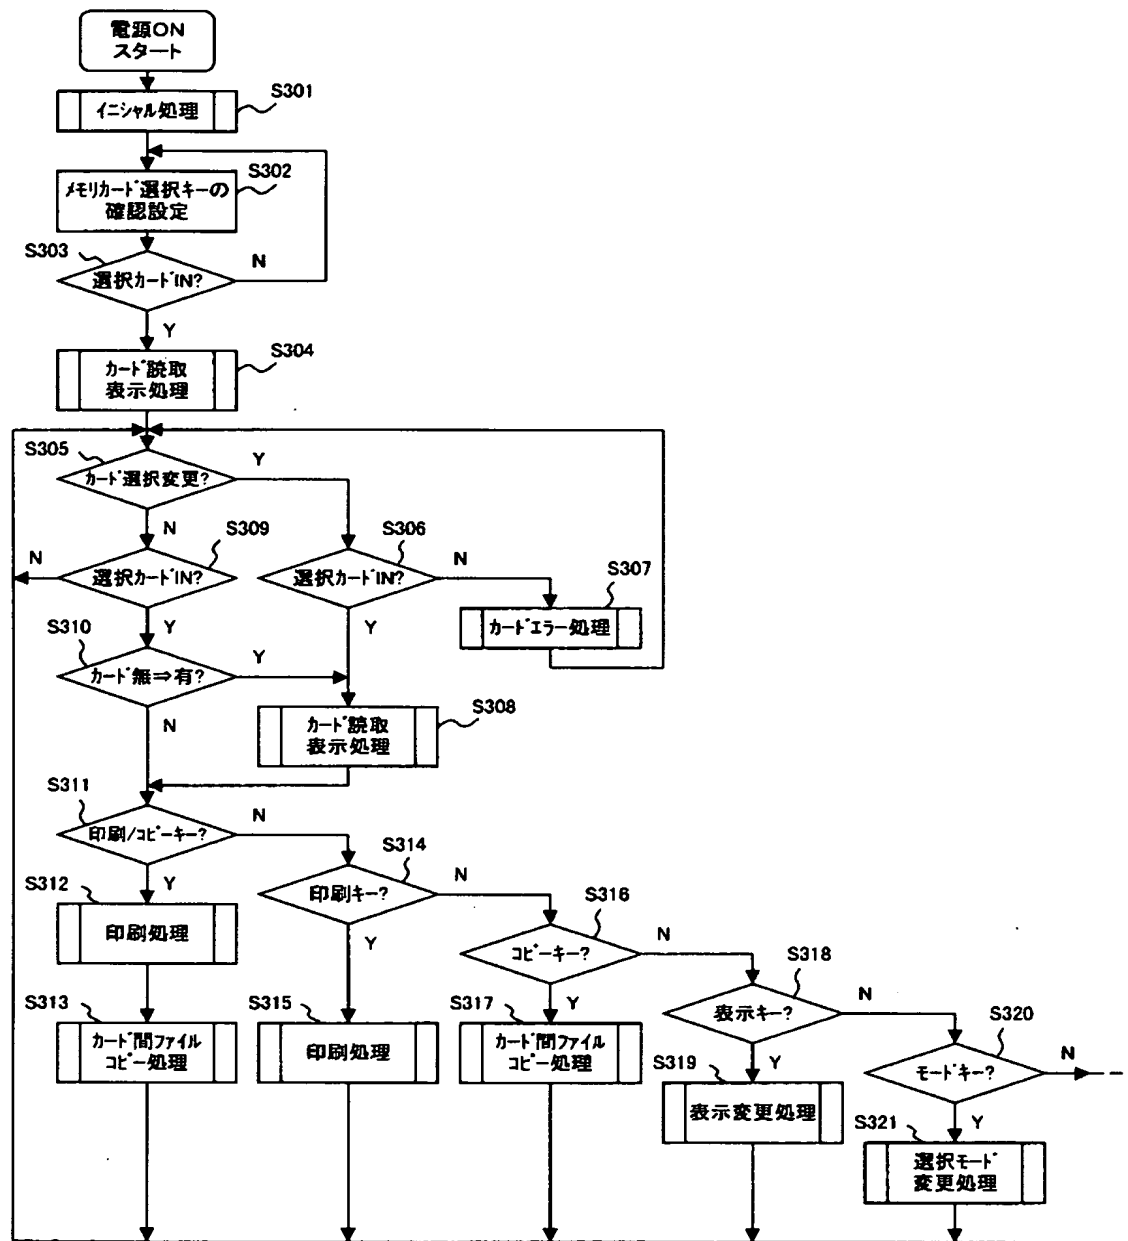 電源ON
スタート
S301
イニシャル処理
S302
メモリカード選択キーの
確認設定
S303
N
選択カードIN?
Y
S304
カード読取
表示処理
S305
Y
カード選択変更?
N
S309
S306
N
選択カードIN?
選択カードIN?
N
S307
カードエラー処理
S310
Y
Y
カード無⇒有?
Y
N
S308
カード読取
表示処理
S311
N
印刷/コピーキー?
S314
S312
Y
印刷キー?
N
S316
印刷処理
Y
コピーキー?
N
S318
S313
S315
S317
Y
表示キー?
N
S320
カード間ファイル
コピー処理
印刷処理
カード間ファイル
コピー処理
S319
Y
モードキー?
N
表示変更処理
S321
Y
選択モード
変更処理